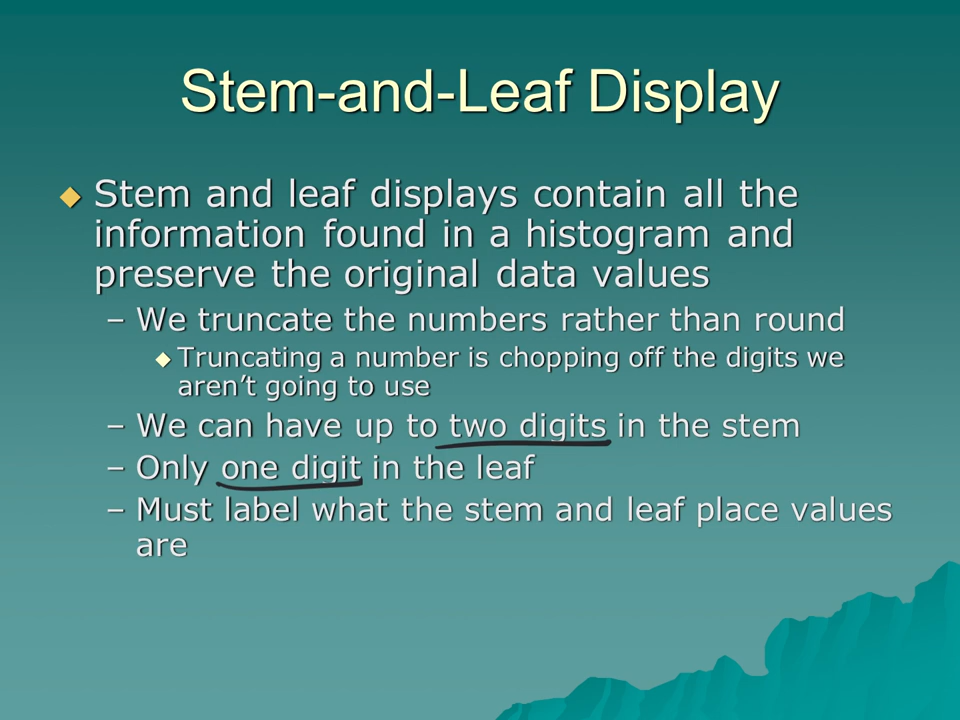 Stem-and-Leaf Display
Stem and leaf displays contain all the
information found in a histogram and
preserve the original data values
– We truncate the numbers rather than round
Truncating a number is chopping off the digits we
aren't going to use
– We can have up to two digits in the stem
– Only one digit in the leaf
– Must label what the stem and leaf place values
are